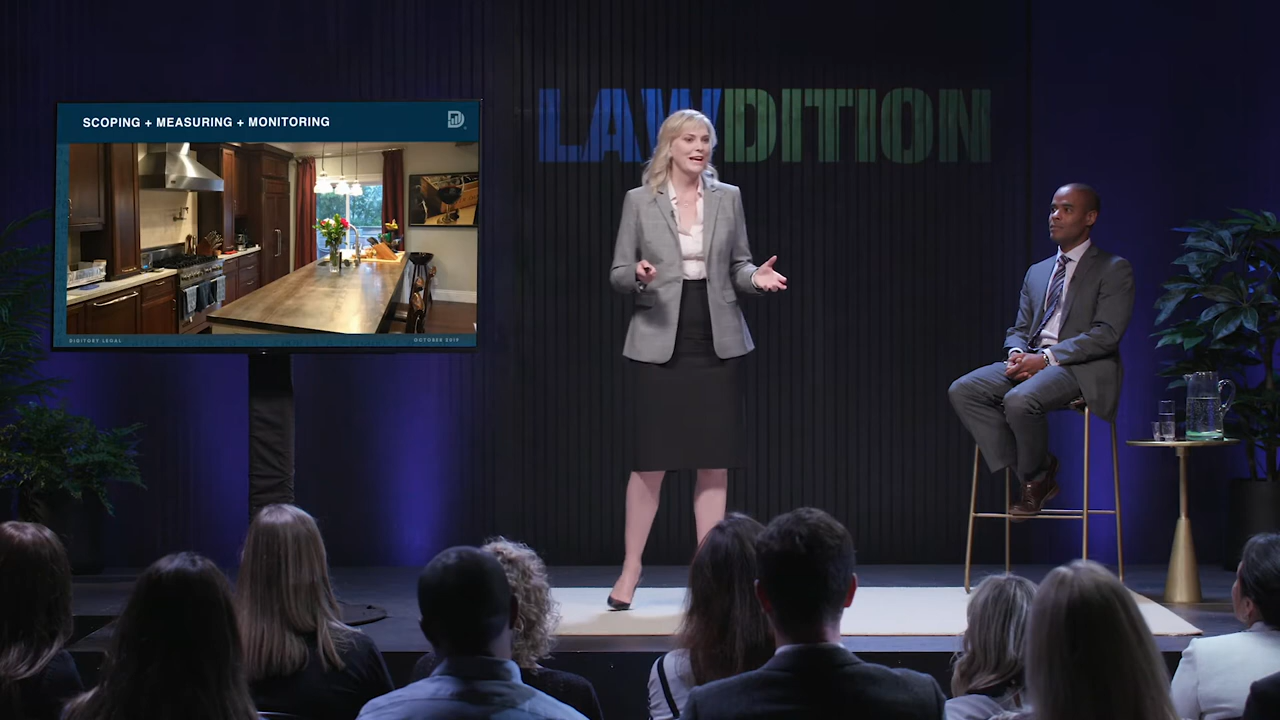 SCOPING + MEASURING + MONITORING
LAWDITION
DIGITORY LEGAL
OCTOBER 2019